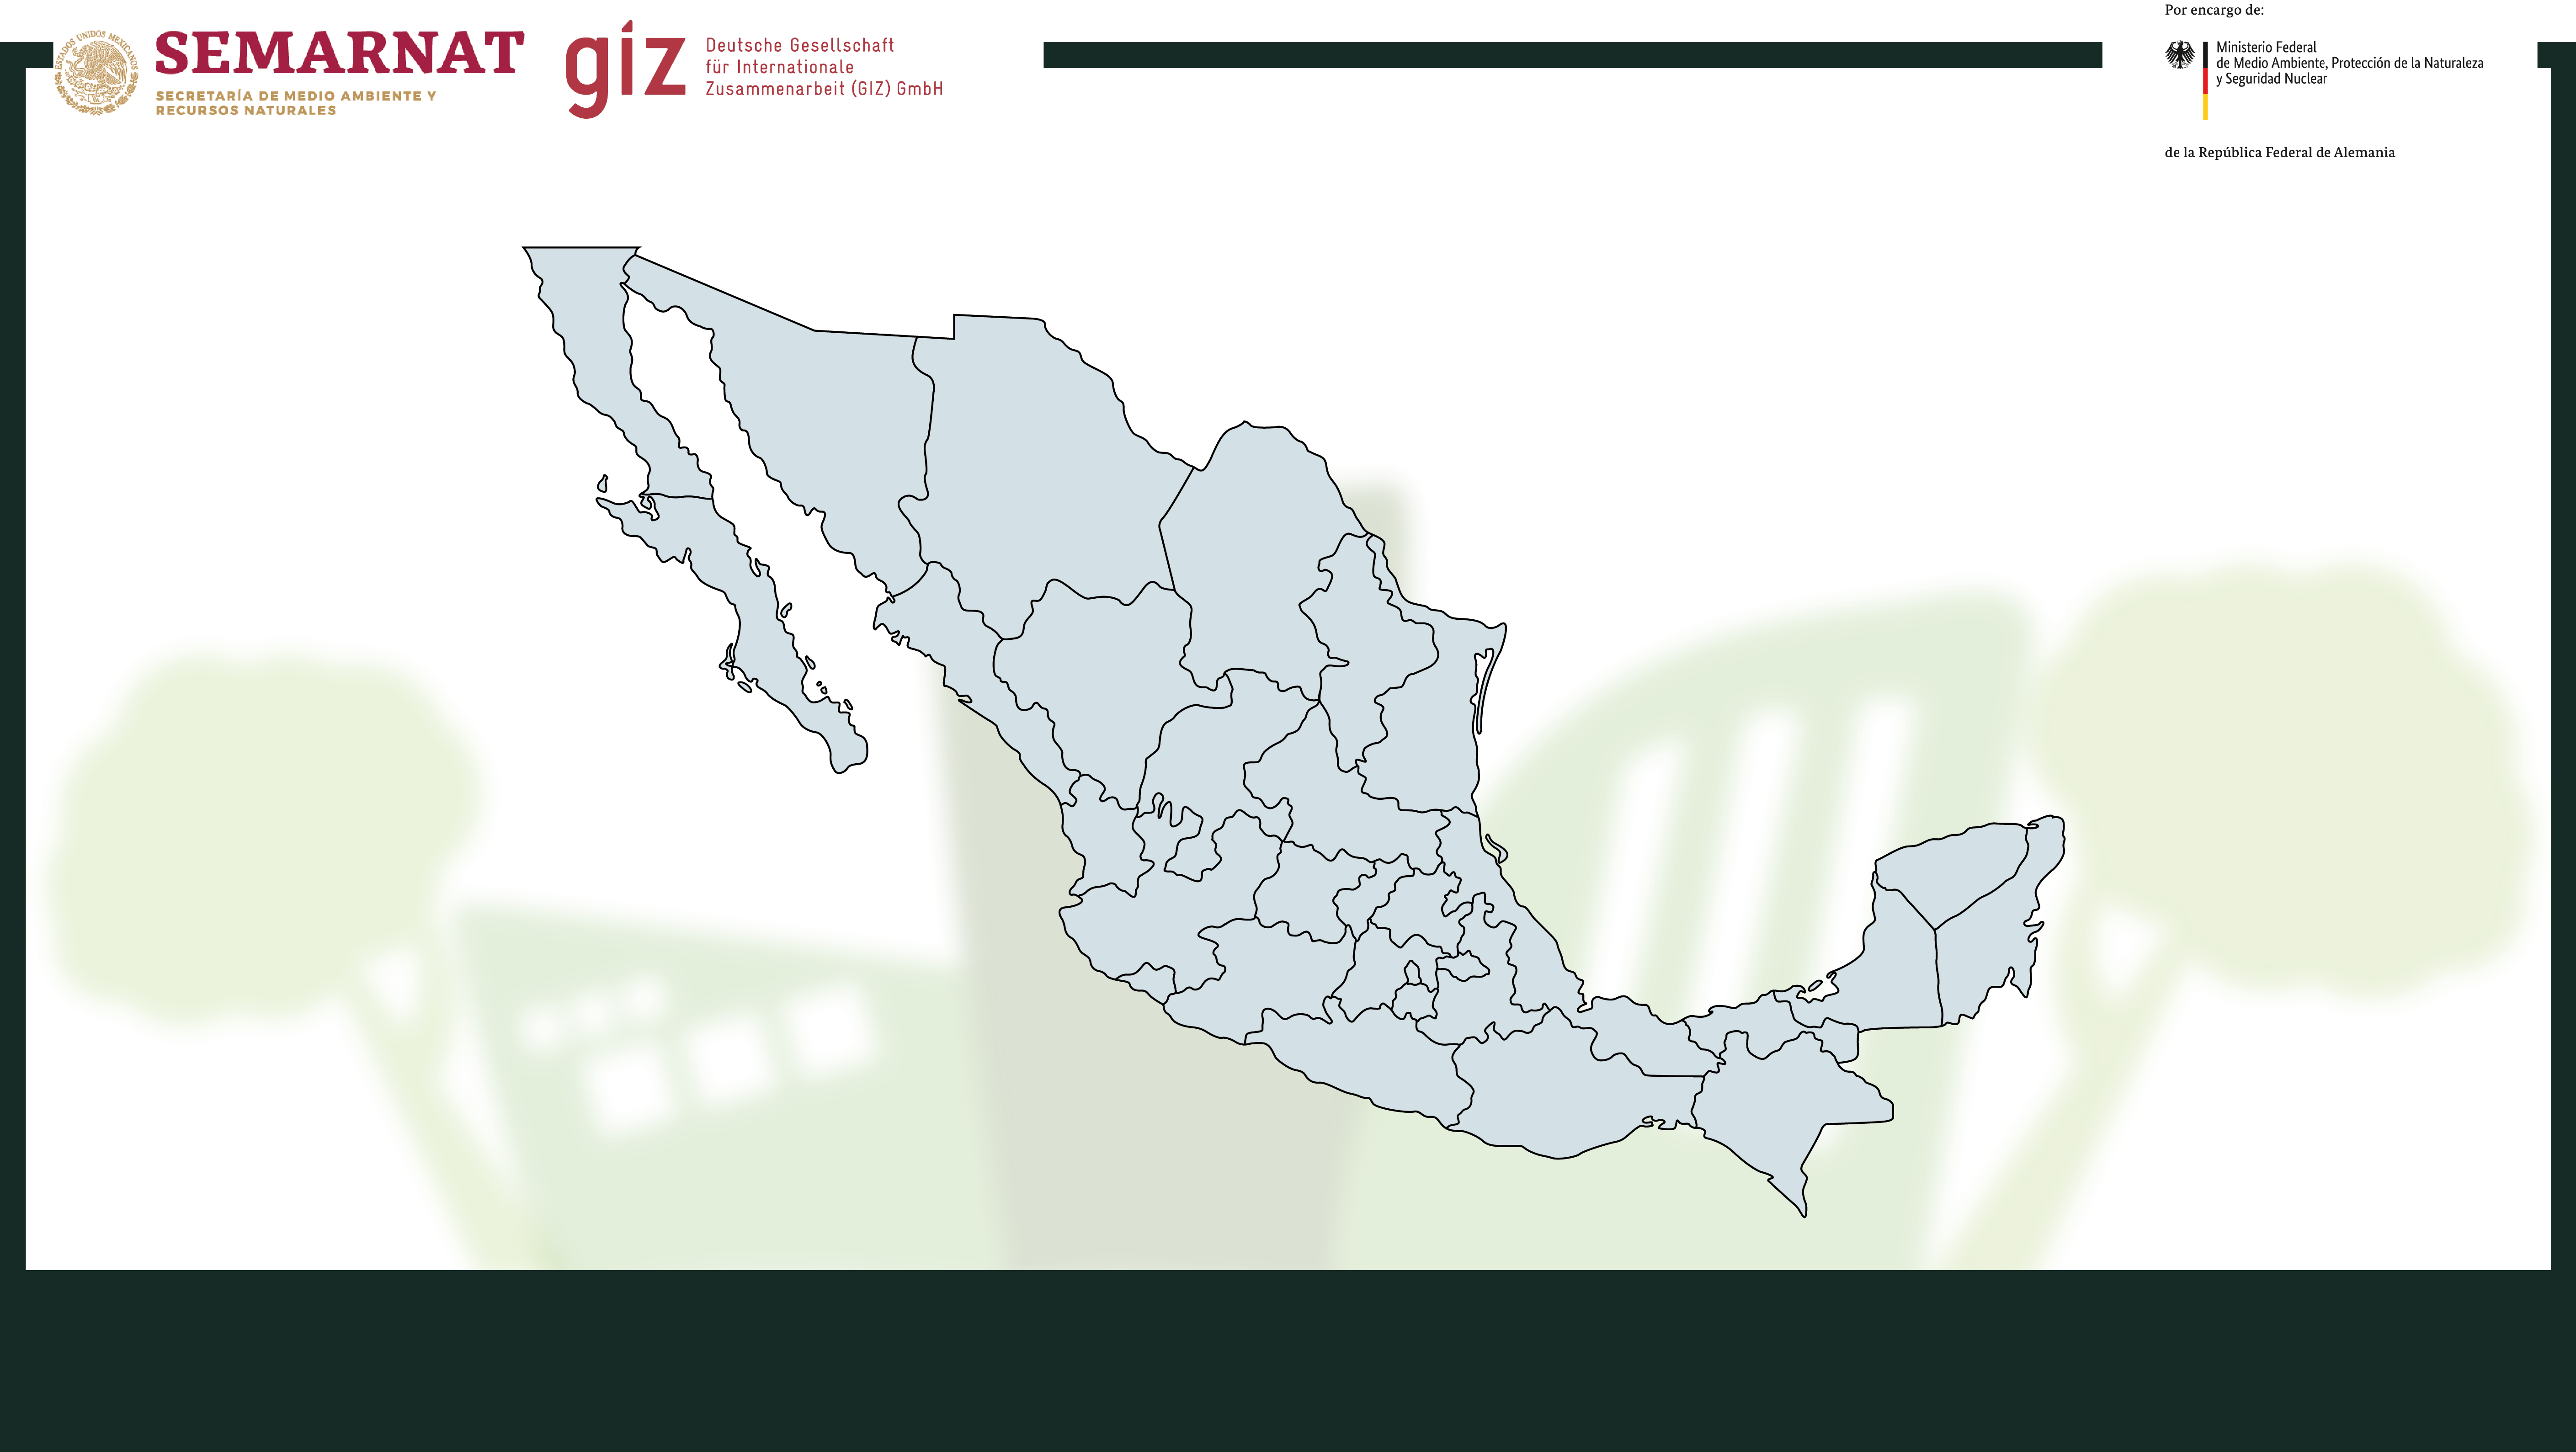 Por encargo de:
ESTADOS UNIDOS MEXICANOS
SEMARNAT
SECRETARÍA DE MEDIO AMBIENTE Y
RECURSOS NATURALES
giz
Deutsche Gesellschaft
für Internationale
Zusammenarbeit (GIZ) GmbH
Ministerio Federal
de Medio Ambiente, Protección de la Naturaleza
y Seguridad Nuclear
de la República Federal de Alemania